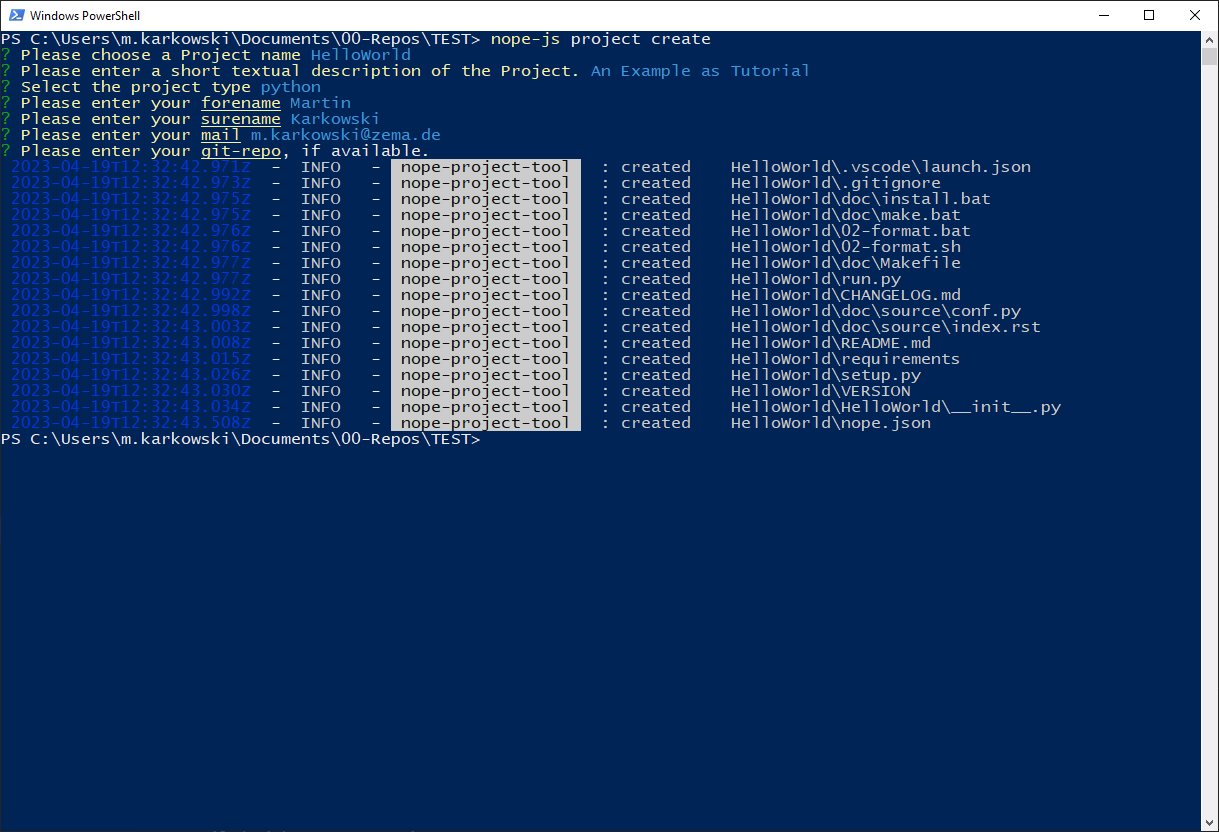 Windows PowerShell
PS C:\Users\m.karkowski\Documents\00-Repos\TEST> nope-js project create
? Please choose a Project name HelloWorld
? Please enter a short textual description of the Project. An Example as Tutorial
? Select the project type python
? Please enter your forename Martin
? Please enter your surename Karkowski
? Please enter your mail m.karkowski@zema.de
? Please enter your git-repo, if available.
2023-04-19T12:32:42.971Z - INFO - nope-project-tool : created HelloWorld\.vscode\launch.json
2023-04-19T12:32:42.973Z - INFO - nope-project-tool : created HelloWorld\.gitignore
2023-04-19T12:32:42.975Z - INFO - nope-project-tool : created HelloWorld\doc\install.bat
2023-04-19T12:32:42.975Z - INFO - nope-project-tool : created HelloWorld\doc\make.bat
2023-04-19T12:32:42.976Z - INFO - nope-project-tool : created HelloWorld\02-format.bat
2023-04-19T12:32:42.976Z - INFO - nope-project-tool : created HelloWorld\02-format.sh
2023-04-19T12:32:42.977Z - INFO - nope-project-tool : created HelloWorld\doc\Makefile
2023-04-19T12:32:42.977Z - INFO - nope-project-tool : created HelloWorld\run.py
2023-04-19T12:32:42.992Z - INFO - nope-project-tool : created HelloWorld\CHANGELOG.md
2023-04-19T12:32:42.998Z - INFO - nope-project-tool : created HelloWorld\doc\source\conf.py
2023-04-19T12:32:43.003Z - INFO - nope-project-tool : created HelloWorld\doc\source\index.rst
2023-04-19T12:32:43.008Z - INFO - nope-project-tool : created HelloWorld\README.md
2023-04-19T12:32:43.015Z - INFO - nope-project-tool : created HelloWorld\requirements
2023-04-19T12:32:43.026Z - INFO - nope-project-tool : created HelloWorld\setup.py
2023-04-19T12:32:43.030Z - INFO - nope-project-tool : created HelloWorld\VERSION
2023-04-19T12:32:43.034Z - INFO - nope-project-tool : created HelloWorld\HelloWorld\__init__.py
2023-04-19T12:32:43.508Z - INFO - nope-project-tool : created HelloWorld\nope.json
PS C:\Users\m.karkowski\Documents\00-Repos\TEST>